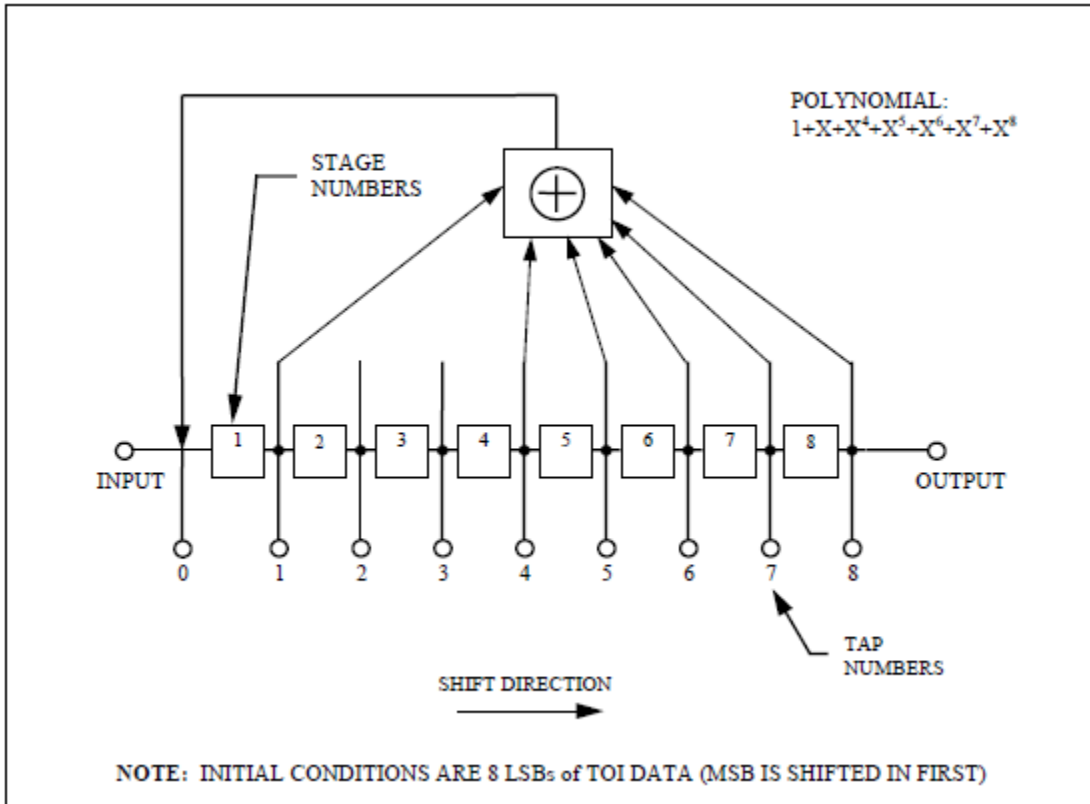 POLYNOMIAL:
1+X+X⁴+X⁵+X⁶+X⁷+X⁸
STAGE
NUMBERS
1 2 3 4 5 6 7 8
INPUT
OUTPUT
0 1 2 3 4 5 6 7 8
TAP
NUMBERS
SHIFT DIRECTION
NOTE: INITIAL CONDITIONS ARE 8 LSBs of TOI DATA (MSB IS SHIFTED IN FIRST)